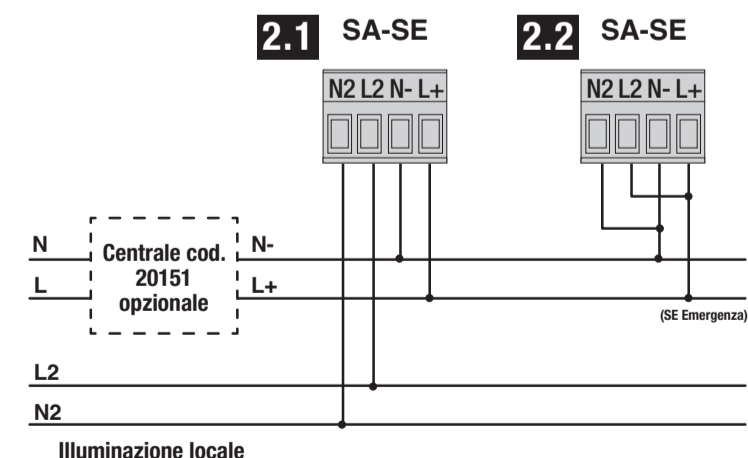 2.1 SA-SE
2.2 SA-SE
N2 L2 N- L+
N2 L2 N- L+
N
Centrale cod.
20151
opzionale
N-
L
L+
(SE Emergenza)
L2
N2
Illuminazione locale